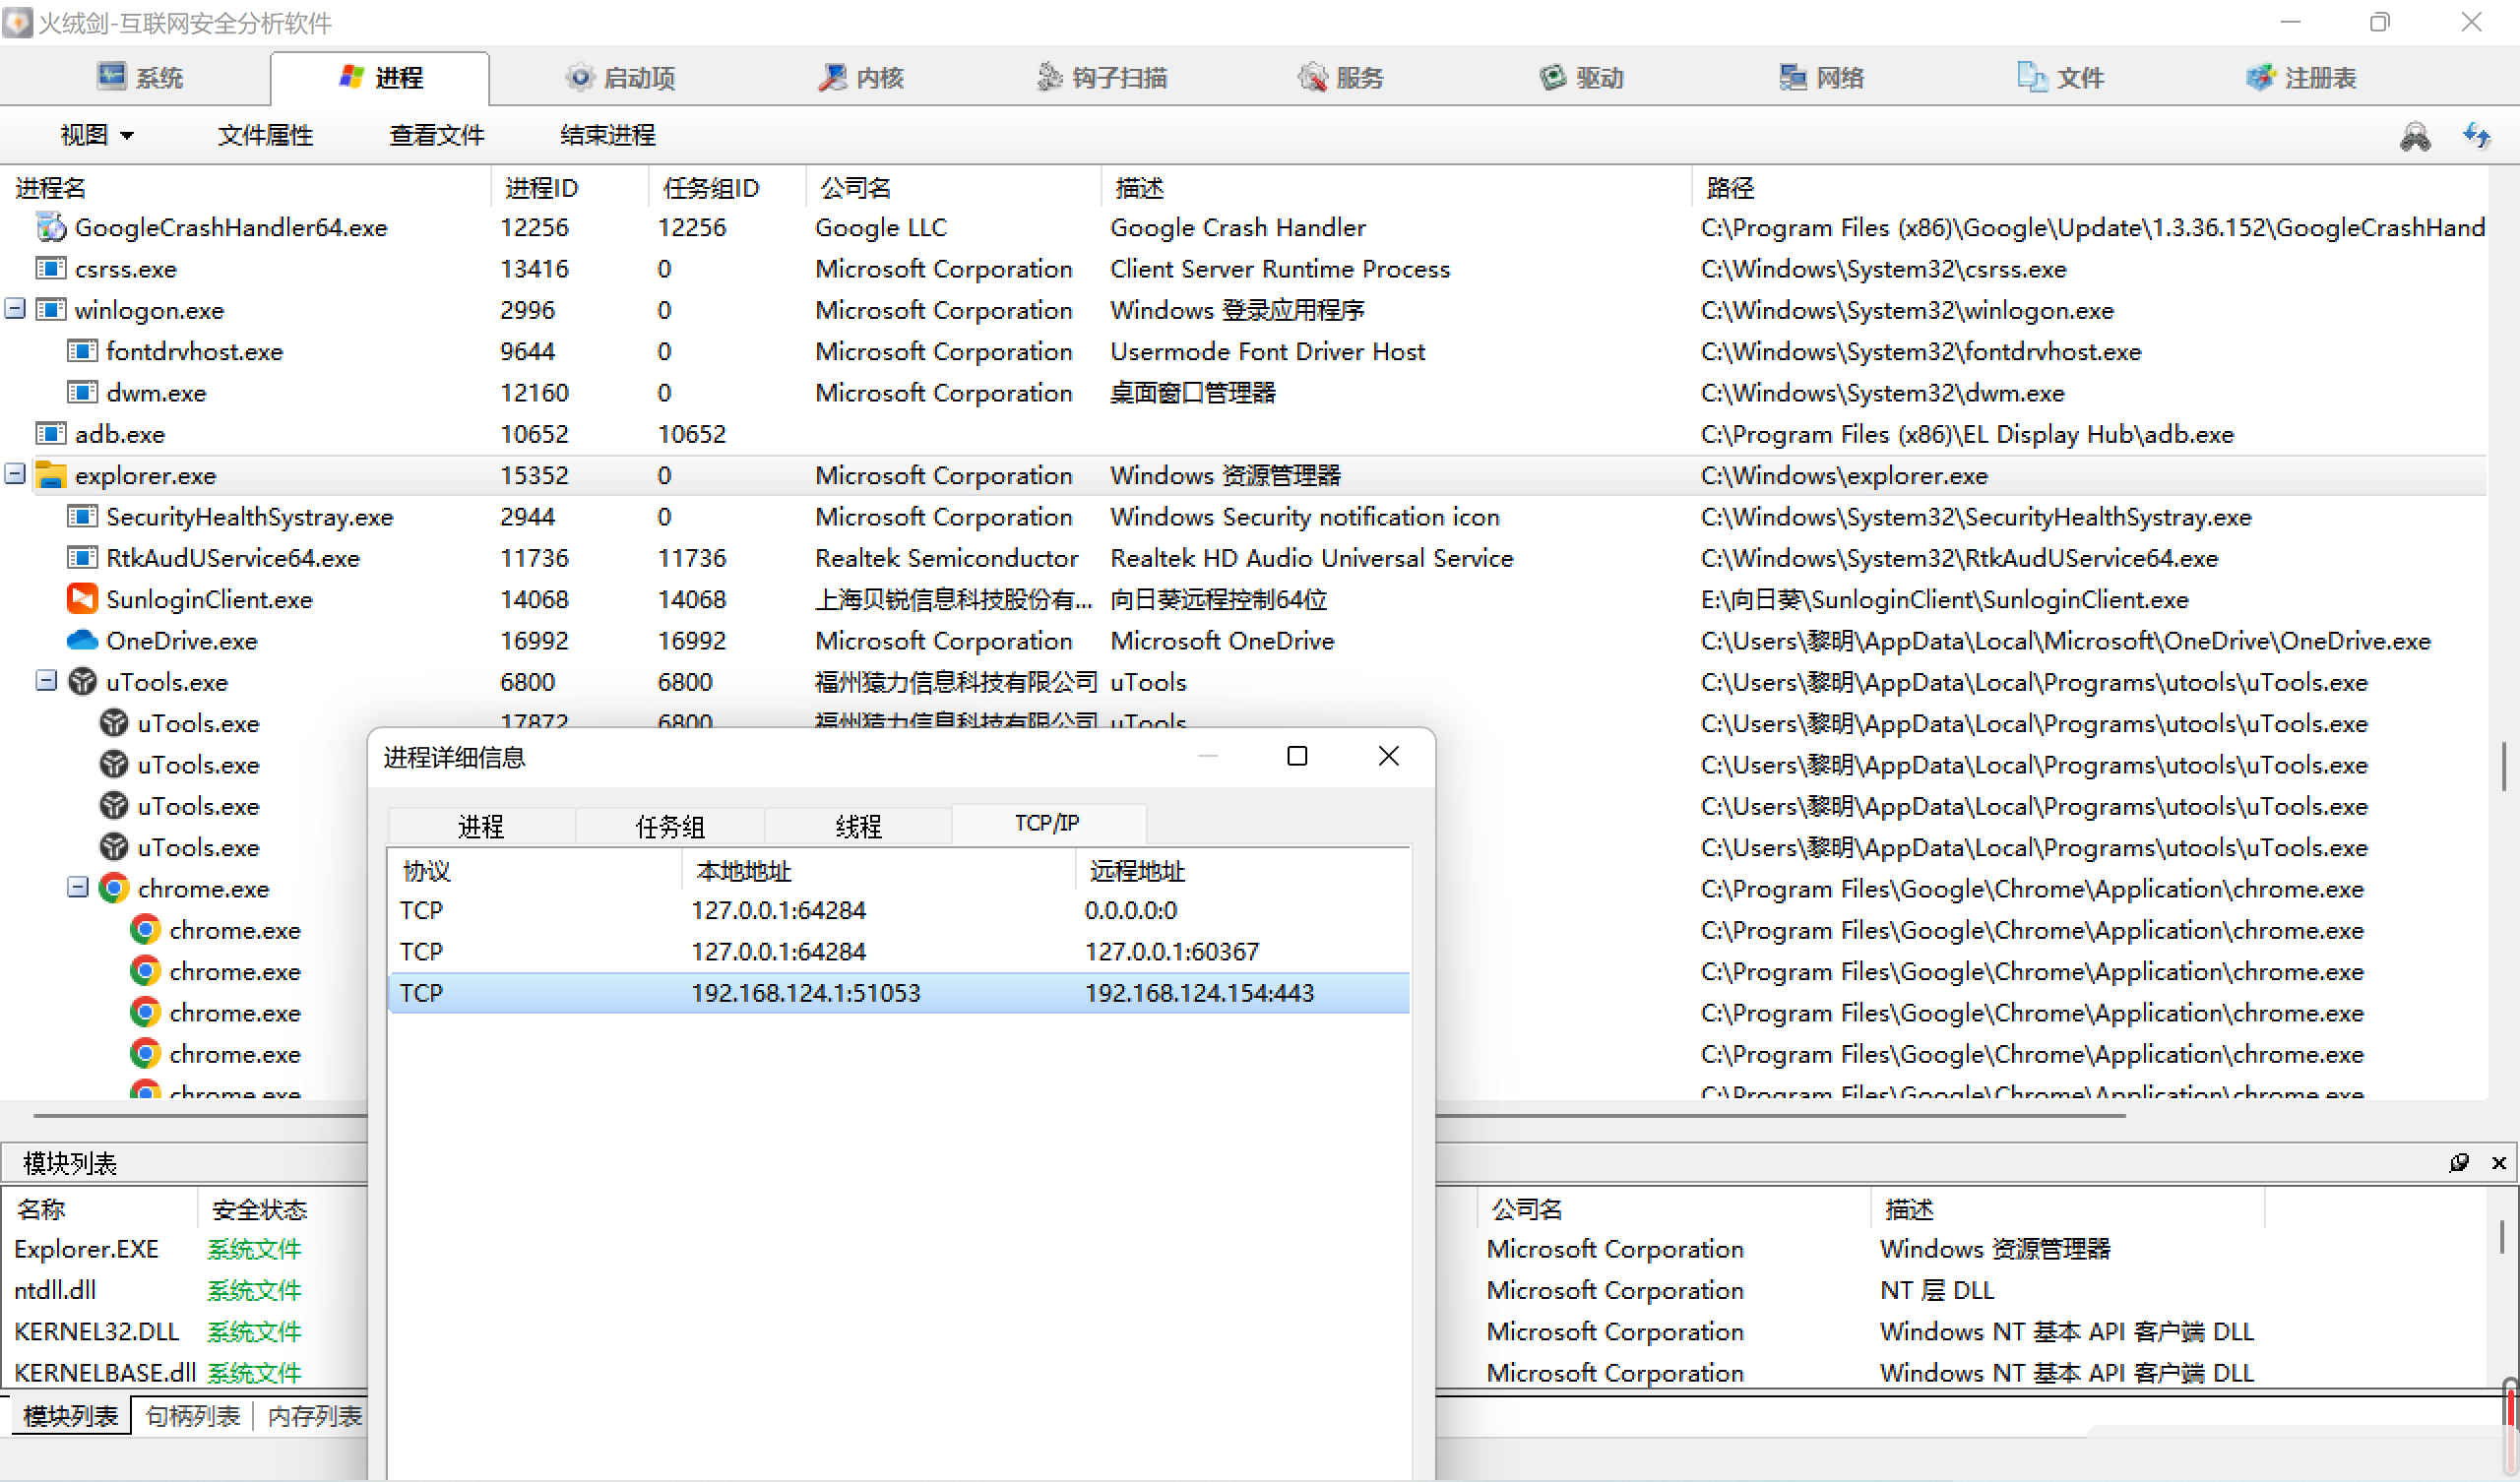 火绒剑-互联网安全分析软件
系统 进程 启动项 内核 钩子扫描 服务 驱动 网络 文件 注册表
视图 文件属性 查看文件 结束进程
进程名 进程ID 任务组ID 公司名 描述 路径
GoogleCrashHandler64.exe 12256 12256 Google LLC Google Crash Handler C:\Program Files (x86)\Google\Update\1.3.36.152\GoogleCrashHand
csrss.exe 13416 0 Microsoft Corporation Client Server Runtime Process C:\Windows\System32\csrss.exe
winlogon.exe 2996 0 Microsoft Corporation Windows 登录应用程序 C:\Windows\System32\winlogon.exe
fontdrvhost.exe 9644 0 Microsoft Corporation Usermode Font Driver Host C:\Windows\System32\fontdrvhost.exe
dwm.exe 12160 0 Microsoft Corporation 桌面窗口管理器 C:\Windows\System32\dwm.exe
adb.exe 10652 10652 C:\Program Files (x86)\EL Display Hub\adb.exe
explorer.exe 15352 0 Microsoft Corporation Windows 资源管理器 C:\Windows\explorer.exe
SecurityHealthSystray.exe 2944 0 Microsoft Corporation Windows Security notification icon C:\Windows\System32\SecurityHealthSystray.exe
RtkAudUService64.exe 11736 11736 Realtek Semiconductor Realtek HD Audio Universal Service C:\Windows\System32\RtkAudUService64.exe
SunloginClient.exe 14068 14068 上海贝锐信息科技股份有... 向日葵远程控制64位 E:\向日葵\SunloginClient\SunloginClient.exe
OneDrive.exe 16992 16992 Microsoft Corporation Microsoft OneDrive C:\Users\黎明\AppData\Local\Microsoft\OneDrive\OneDrive.exe
uTools.exe 6800 6800 福州猿力信息科技有限公司 uTools C:\Users\黎明\AppData\Local\Programs\utools\uTools.exe
uTools.exe 17872 6800 福州猿力信息科技有限公司 uTools C:\Users\黎明\AppData\Local\Programs\utools\uTools.exe
uTools.exe C:\Users\黎明\AppData\Local\Programs\utools\uTools.exe
uTools.exe C:\Users\黎明\AppData\Local\Programs\utools\uTools.exe
uTools.exe C:\Users\黎明\AppData\Local\Programs\utools\uTools.exe
chrome.exe C:\Program Files\Google\Chrome\Application\chrome.exe
chrome.exe C:\Program Files\Google\Chrome\Application\chrome.exe
chrome.exe C:\Program Files\Google\Chrome\Application\chrome.exe
chrome.exe C:\Program Files\Google\Chrome\Application\chrome.exe
chrome.exe C:\Program Files\Google\Chrome\Application\chrome.exe
chrome.exe C:\Program Files\Google\Chrome\Application\chrome.exe
进程详细信息
进程 任务组 线程 TCP/IP
协议 本地地址 远程地址
TCP 127.0.0.1:64284 0.0.0.0:0
TCP 127.0.0.1:64284 127.0.0.1:60367
TCP 192.168.124.1:51053 192.168.124.154:443
模块列表
名称 安全状态 公司名 描述
Explorer.EXE 系统文件 Microsoft Corporation Windows 资源管理器
ntdll.dll 系统文件 Microsoft Corporation NT 层 DLL
KERNEL32.DLL 系统文件 Microsoft Corporation Windows NT 基本 API 客户端 DLL
KERNELBASE.dll 系统文件 Microsoft Corporation Windows NT 基本 API 客户端 DLL
模块列表 句柄列表 内存列表